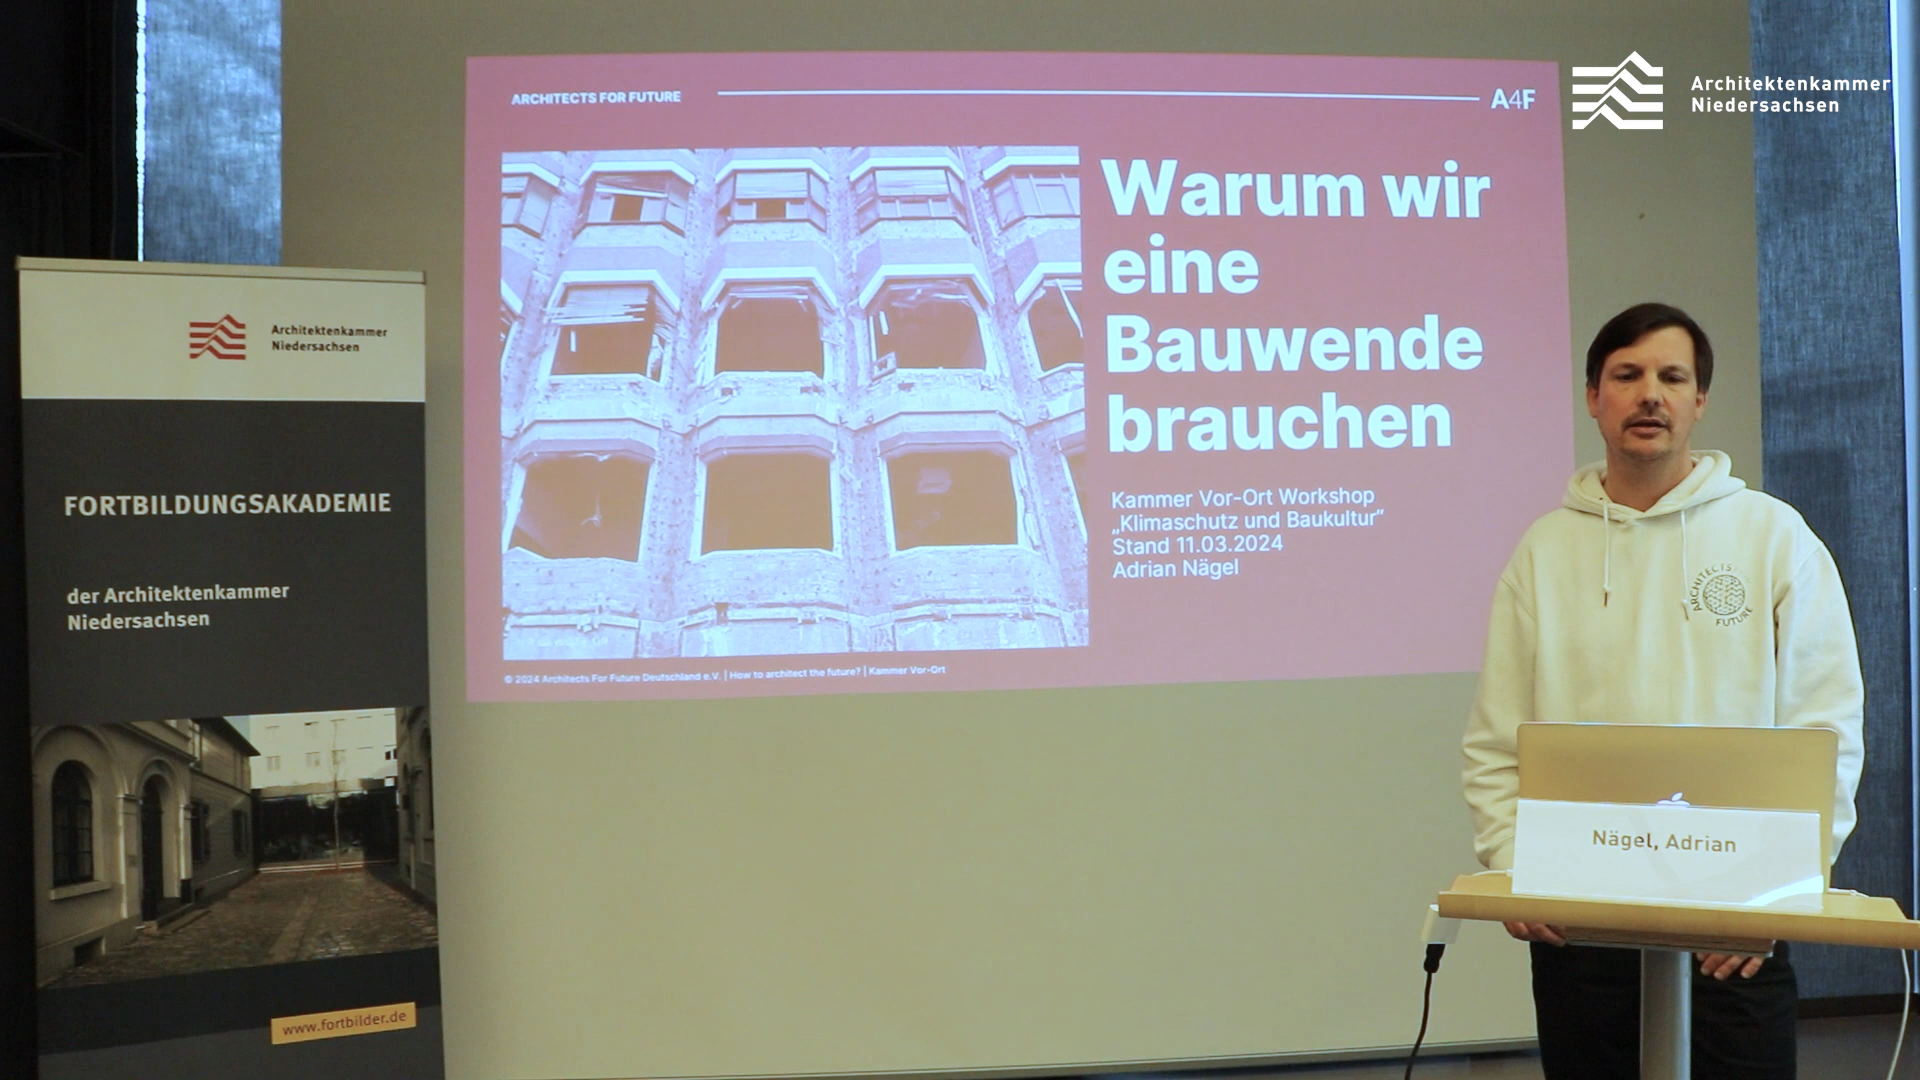 Architektenkammer
Niedersachsen
ARCHITECTS FOR FUTURE
A4F
Warum wir
eine
Bauwende
brauchen
Kammer Vor-Ort Workshop
„Klimaschutz und Baukultur“
Stand 11.03.2024
Adrian Nägel
© 2024 Architects For Future Deutschland e.V. | How to architect the future? | Kammer Vor-Ort
Architektenkammer
Niedersachsen
FORTBILDUNGSAKADEMIE
der Architektenkammer
Niedersachsen
www.fortbilder.de
ARCHITECTS
FUTURE
Nägel, Adrian